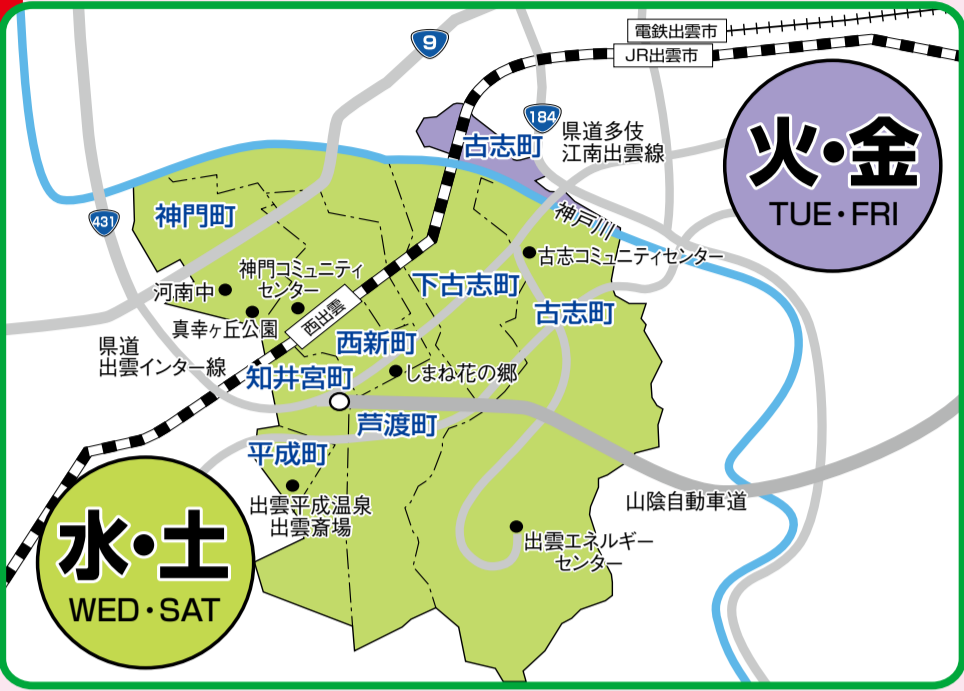 電鉄出雲市
JR出雲市
9
184
県道多伎
江南出雲線
火・金
TUE・FRI
古志町
神戸川
431
神門町
古志コミュニティセンター
神門コミュニティ
センター
河南中
真幸ヶ丘公園
西出雲
下古志町
古志町
県道
出雲インター線
西新町
知井宮町
しまね花の郷
芦渡町
平成町
出雲平成温泉
出雲斎場
山陰自動車道
出雲エネルギー
センター
水・土
WED・SAT